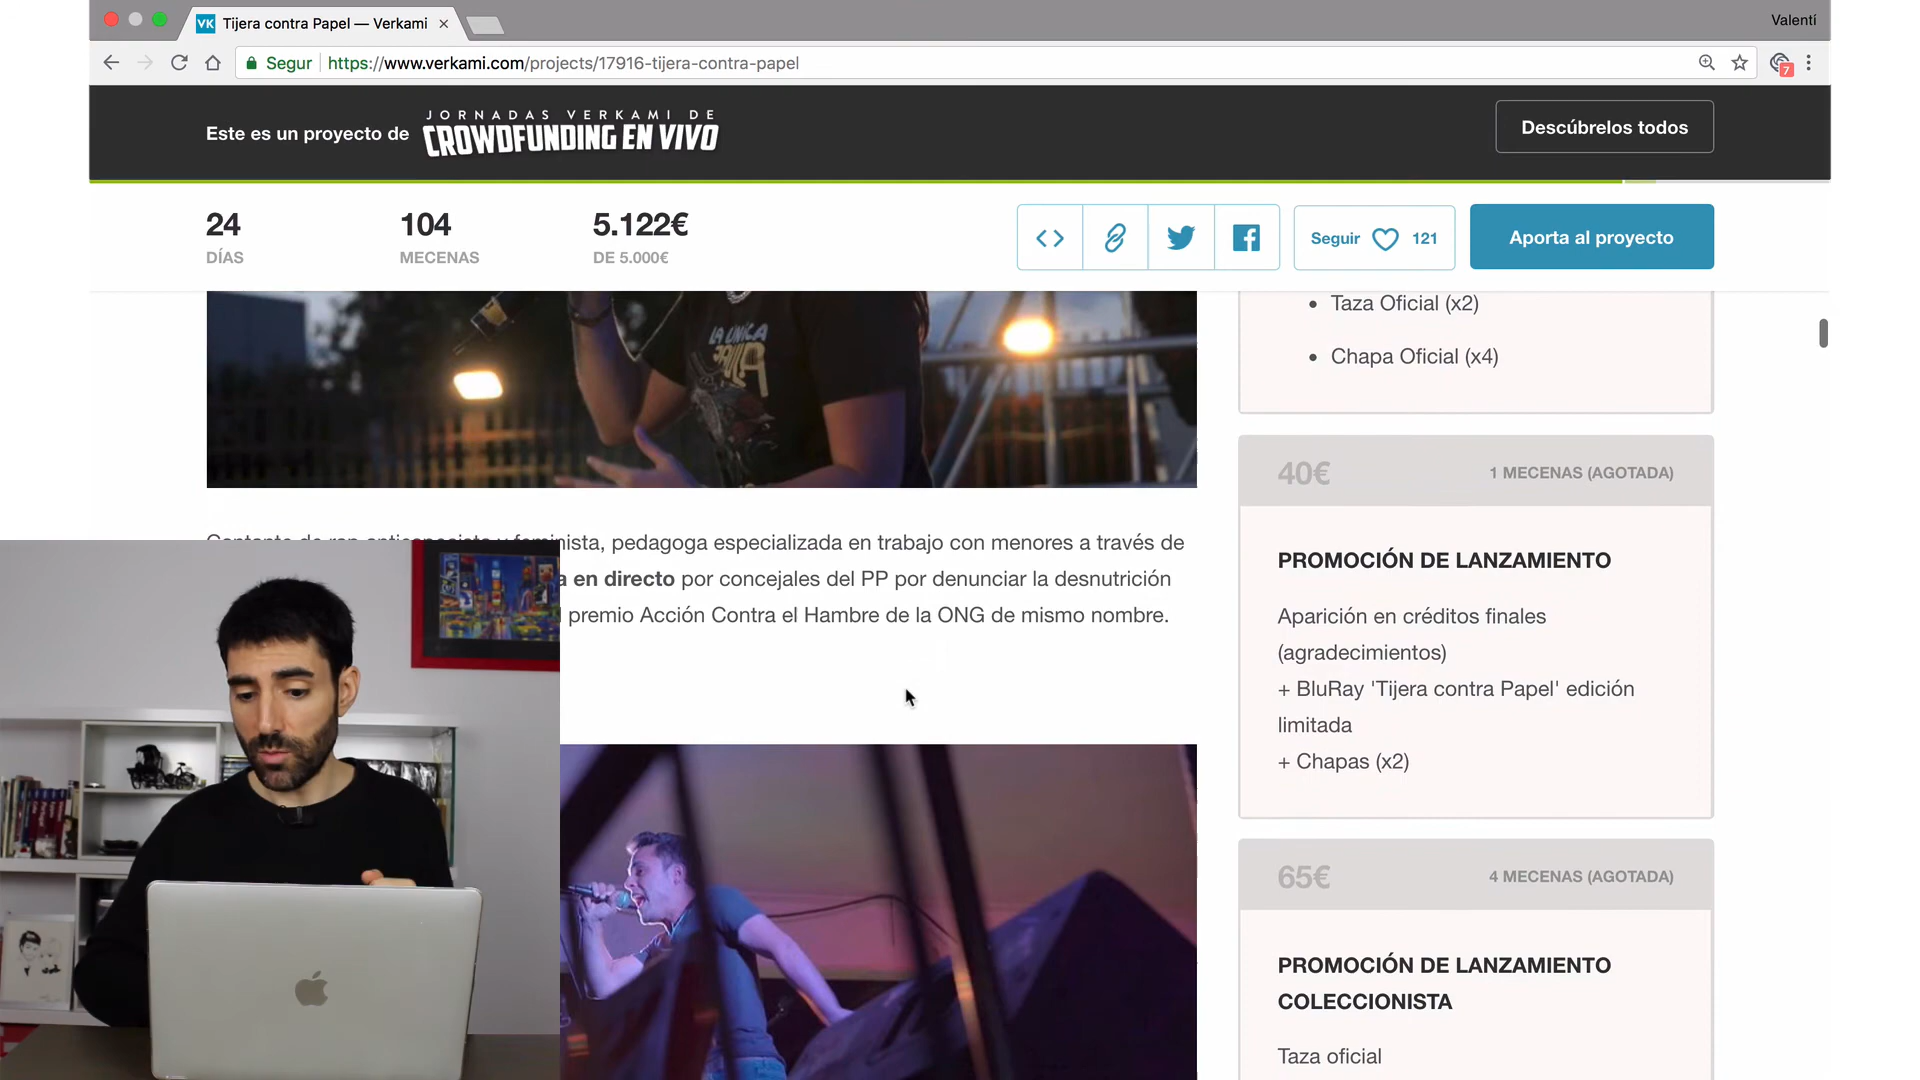 Tijera contra Papel — Verkami
Valentí
Segur
https://www.verkami.com/projects/17916-tijera-contra-papel
7
Este es un proyecto de
JORNADAS VERKAMI DE
CROWDFUNDING EN VIVO
Descúbrelos todos
24
DÍAS
104
MECENAS
5.122€
DE 5.000€
Seguir
121
Aporta al proyecto
LA ÚNICA
• Taza Oficial (x2)
• Chapa Oficial (x4)
nista, pedagoga especializada en trabajo con menores a través de
a en directo por concejales del PP por denunciar la desnutrición
premio Acción Contra el Hambre de la ONG de mismo nombre.
40€
1 MECENAS (AGOTADA)
PROMOCIÓN DE LANZAMIENTO
Aparición en créditos finales
(agradecimientos)
+ BluRay 'Tijera contra Papel' edición
limitada
+ Chapas (x2)
65€
4 MECENAS (AGOTADA)
PROMOCIÓN DE LANZAMIENTO
COLECCIONISTA
Taza oficial